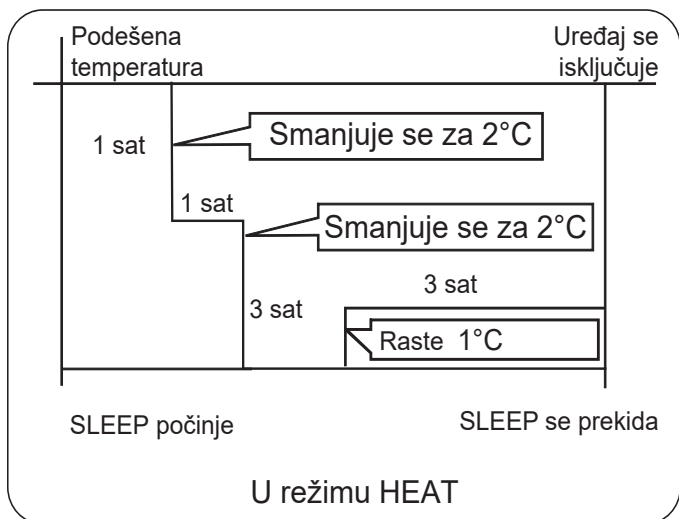 Podešena
temperatura
Uređaj se
isključuje
1 sat
Smanjuje se za 2°C
1 sat
Smanjuje se za 2°C
3 sat
3 sat
Raste 1°C
SLEEP počinje
SLEEP se prekida
U režimu HEAT